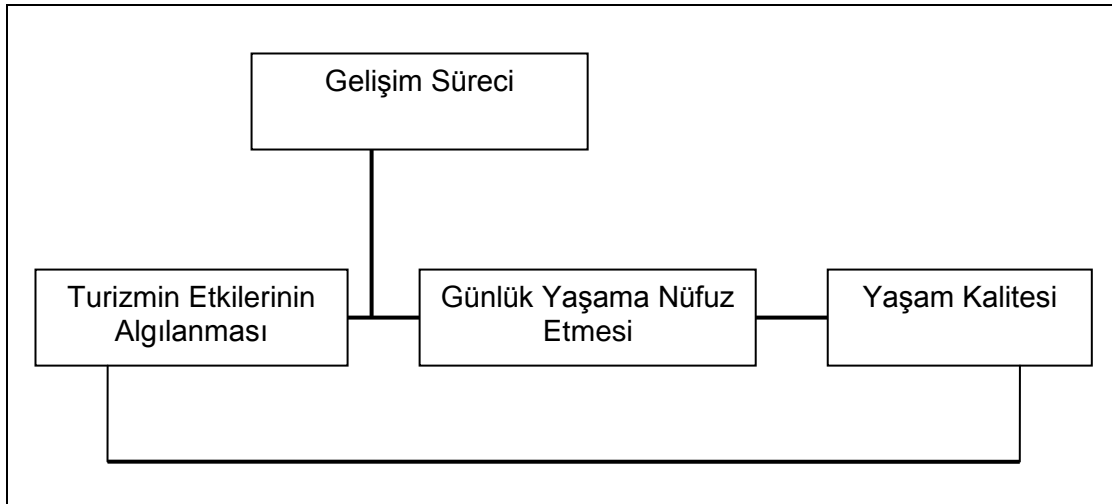 Gelişim Süreci
Turizmin Etkilerinin
Algılanması
Günlük Yaşama Nüfuz
Etmesi
Yaşam Kalitesi